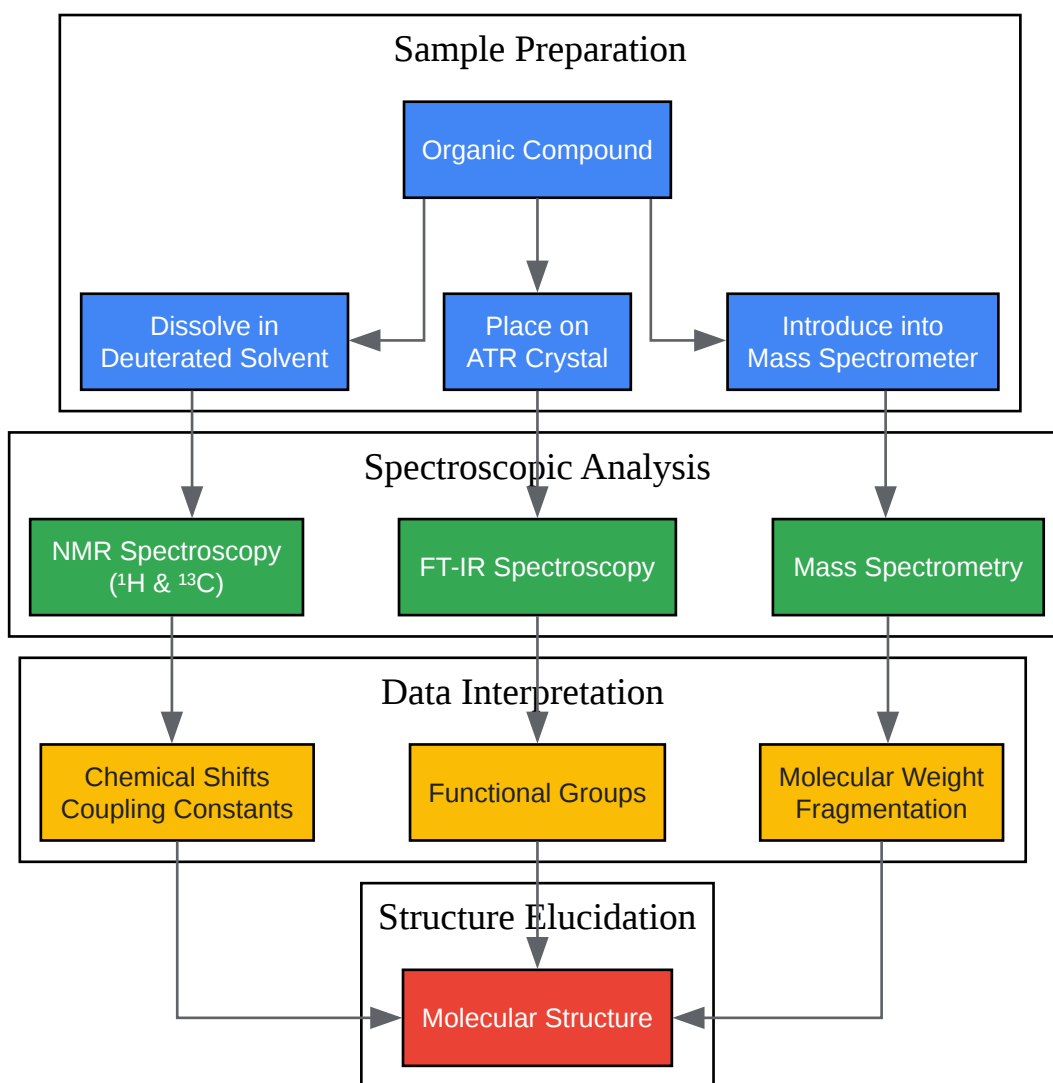 Sample Preparation
Organic Compound
Dissolve in
Deuterated Solvent
Place on
ATR Crystal
Introduce into
Mass Spectrometer
Spectroscopic Analysis
NMR Spectroscopy
(¹H & ¹³C)
FT-IR Spectroscopy
Mass Spectrometry
Data Interpretation
Chemical Shifts
Coupling Constants
Functional Groups
Molecular Weight
Fragmentation
Structure Elucidation
Molecular Structure